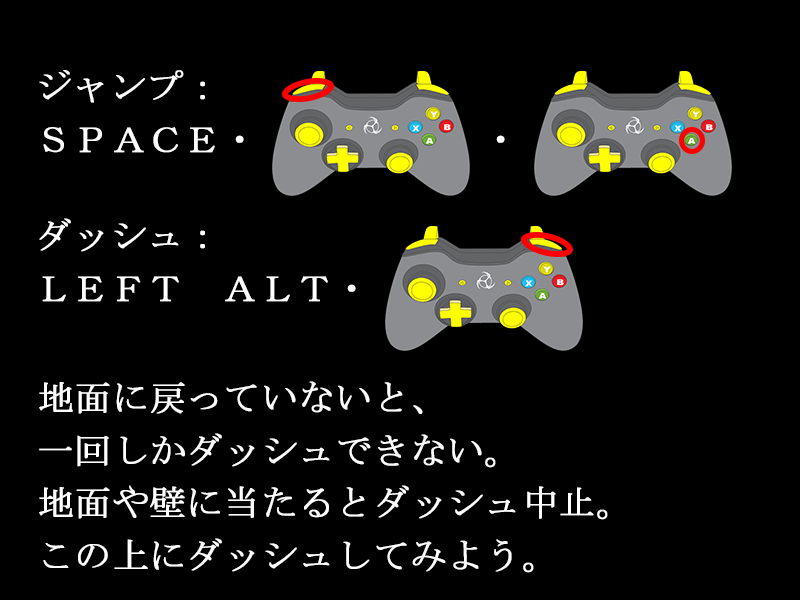 ジャンプ：
ＳＰＡＣＥ・
Y
X B
A
・
Y
X B
A
ダッシュ：
ＬＥＦＴ　ＡＬＴ・
Y
X B
A
地面に戻っていないと、
一回しかダッシュできない。
地面や壁に当たるとダッシュ中止。
この上にダッシュしてみよう。